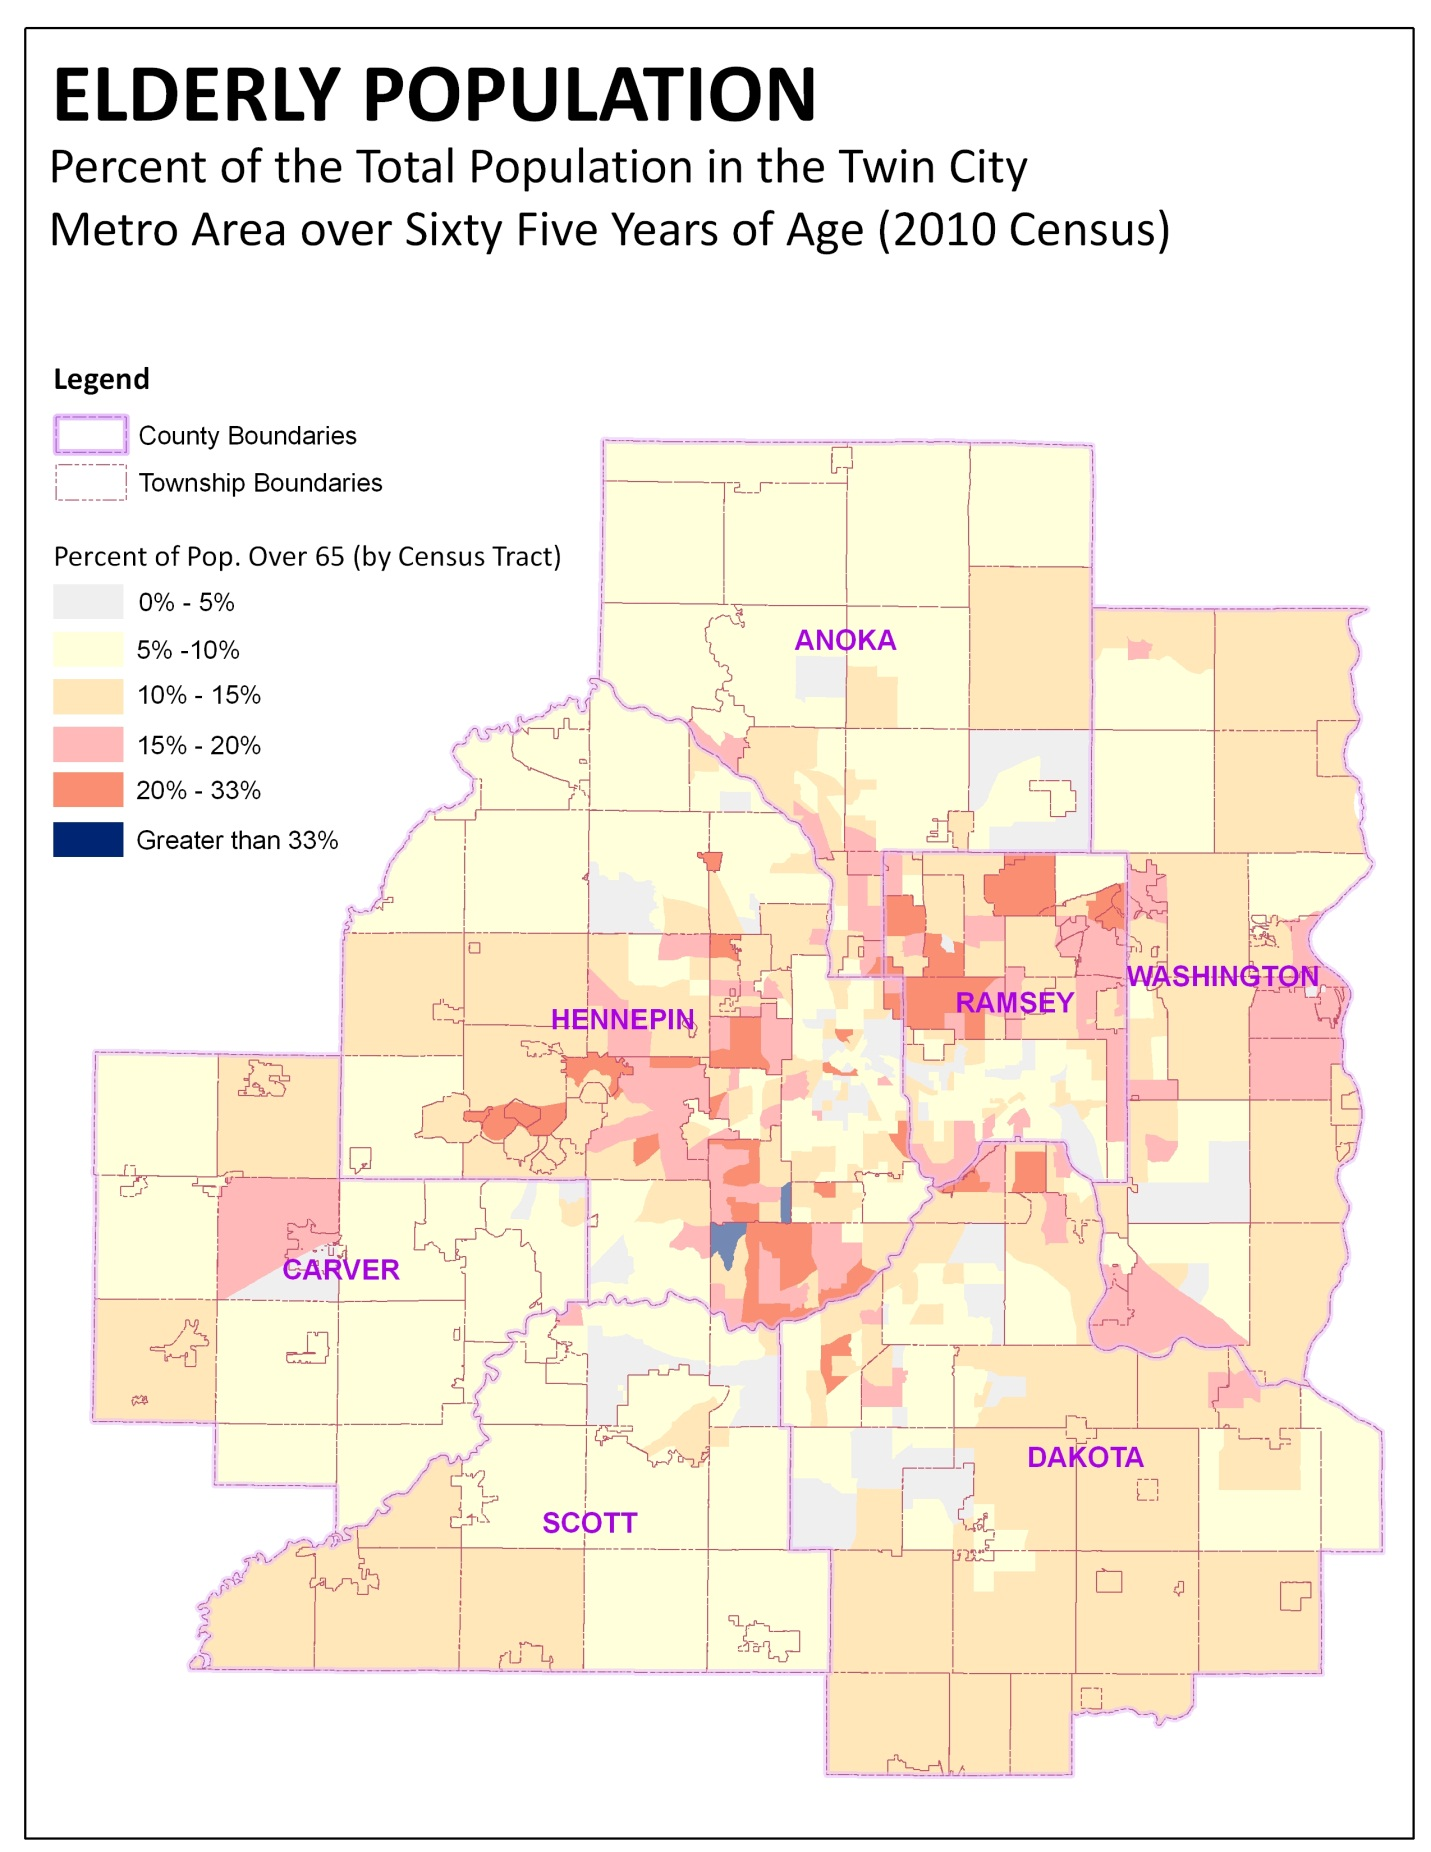 ELDERLY POPULATION
Percent of the Total Population in the Twin City
Metro Area over Sixty Five Years of Age (2010 Census)
Legend
County Boundaries
Township Boundaries
Percent of Pop. Over 65 (by Census Tract)
0% - 5%
5% -10%
10% - 15%
15% - 20%
20% - 33%
Greater than 33%
ANOKA
WASHINGTON
RAMSEY
HENNEPIN
CARVER
DAKOTA
SCOTT